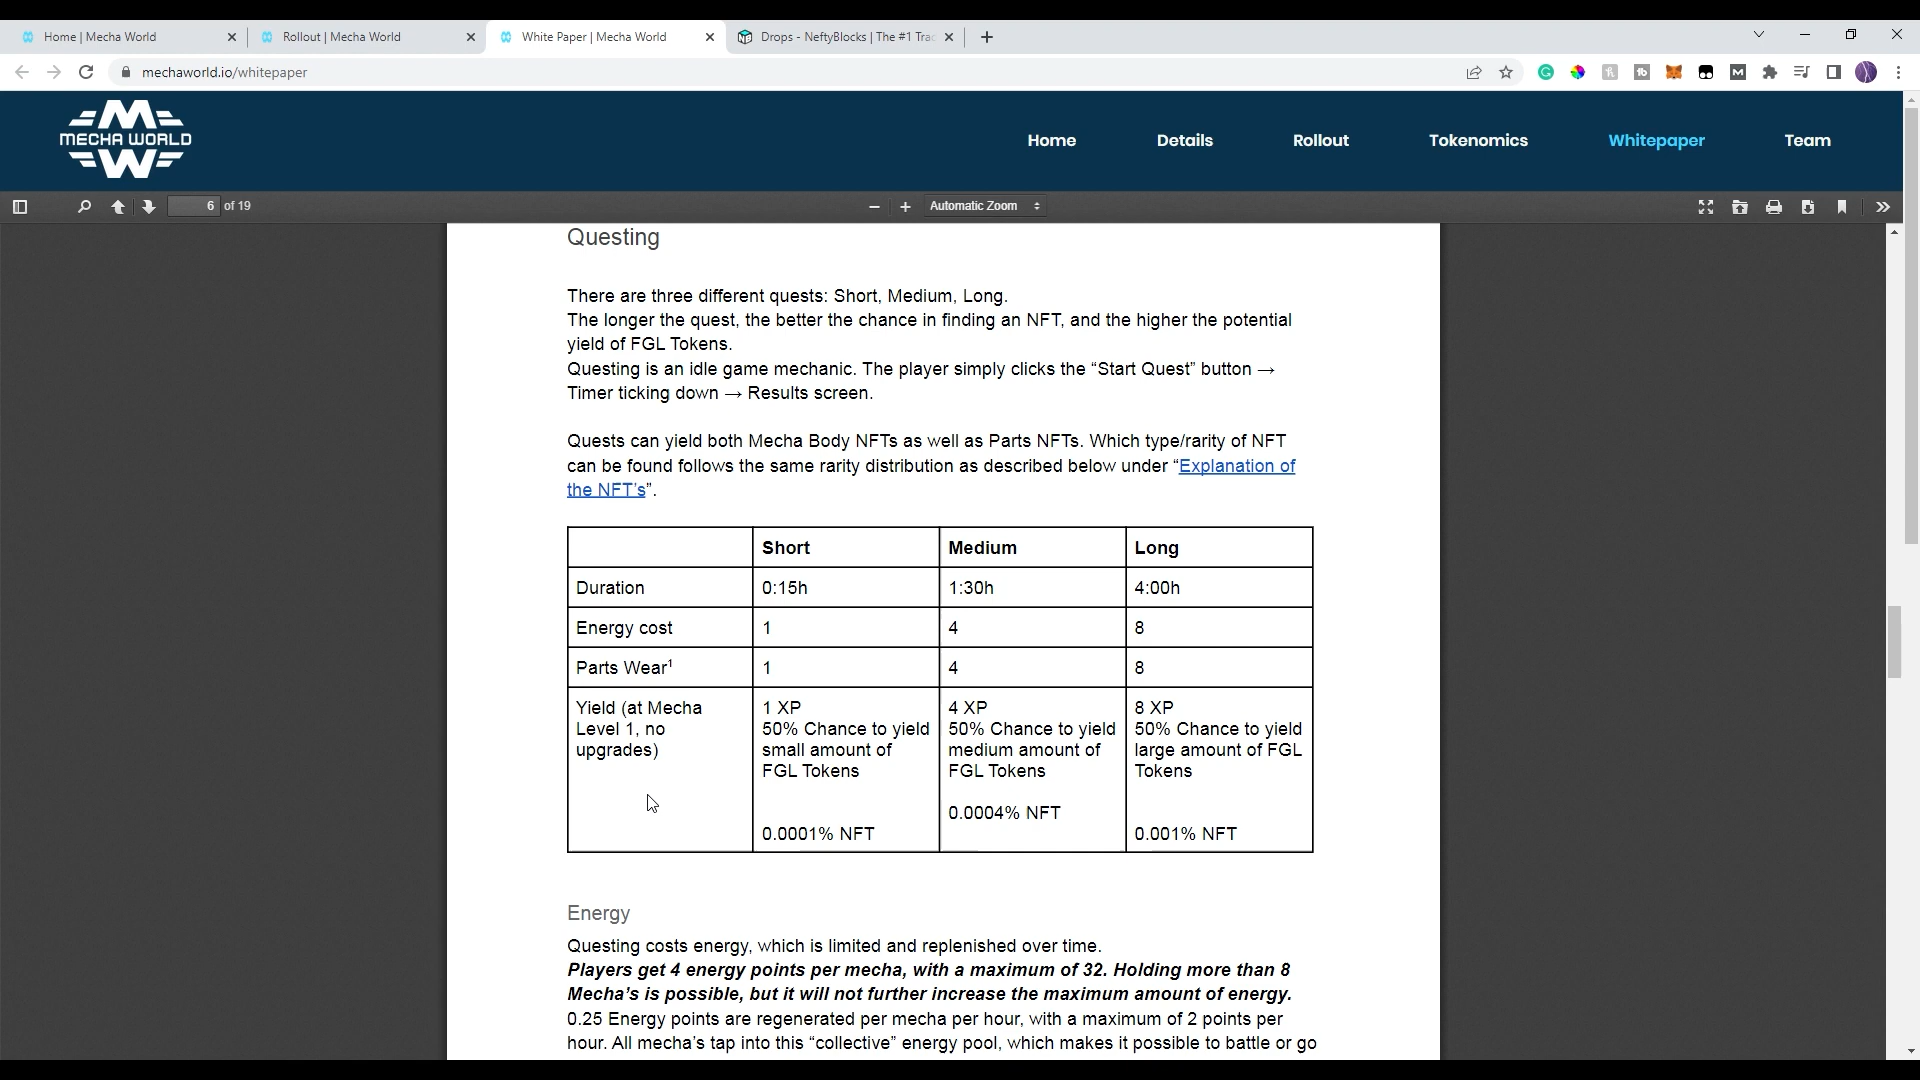 Home | Mecha World
Rollout | Mecha World
White Paper | Mecha World
Drops - NeftyBlocks | The #1 Trac
mechaworld.io/whitepaper
MECHA WORLD
Home
Details
Rollout
Tokenomics
Whitepaper
Team
6 of 19
Automatic Zoom
Questing
There are three different quests: Short, Medium, Long.
The longer the quest, the better the chance in finding an NFT, and the higher the potential
yield of FGL Tokens.
Questing is an idle game mechanic. The player simply clicks the “Start Quest” button →
Timer ticking down → Results screen.
Quests can yield both Mecha Body NFTs as well as Parts NFTs. Which type/rarity of NFT
can be found follows the same rarity distribution as described below under “Explanation of
the NFT’s”.
Short Medium Long
Duration 0:15h 1:30h 4:00h
Energy cost 1 4 8
Parts Wear¹ 1 4 8
Yield (at Mecha
Level 1, no
upgrades)
1 XP
50% Chance to yield
small amount of
FGL Tokens
0.0001% NFT
4 XP
50% Chance to yield
medium amount of
FGL Tokens
0.0004% NFT
8 XP
50% Chance to yield
large amount of FGL
Tokens
0.001% NFT
Energy
Questing costs energy, which is limited and replenished over time.
Players get 4 energy points per mecha, with a maximum of 32. Holding more than 8
Mecha’s is possible, but it will not further increase the maximum amount of energy.
0.25 Energy points are regenerated per mecha per hour, with a maximum of 2 points per
hour. All mecha’s tap into this “collective” energy pool, which makes it possible to battle or go